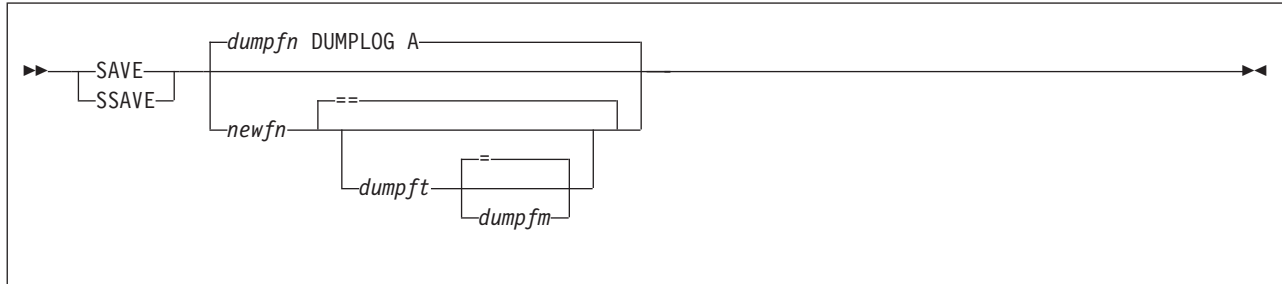 dumpfn DUMPLOG A
SAVE
SSAVE
==
newfn
=
dumpft
dumpfm